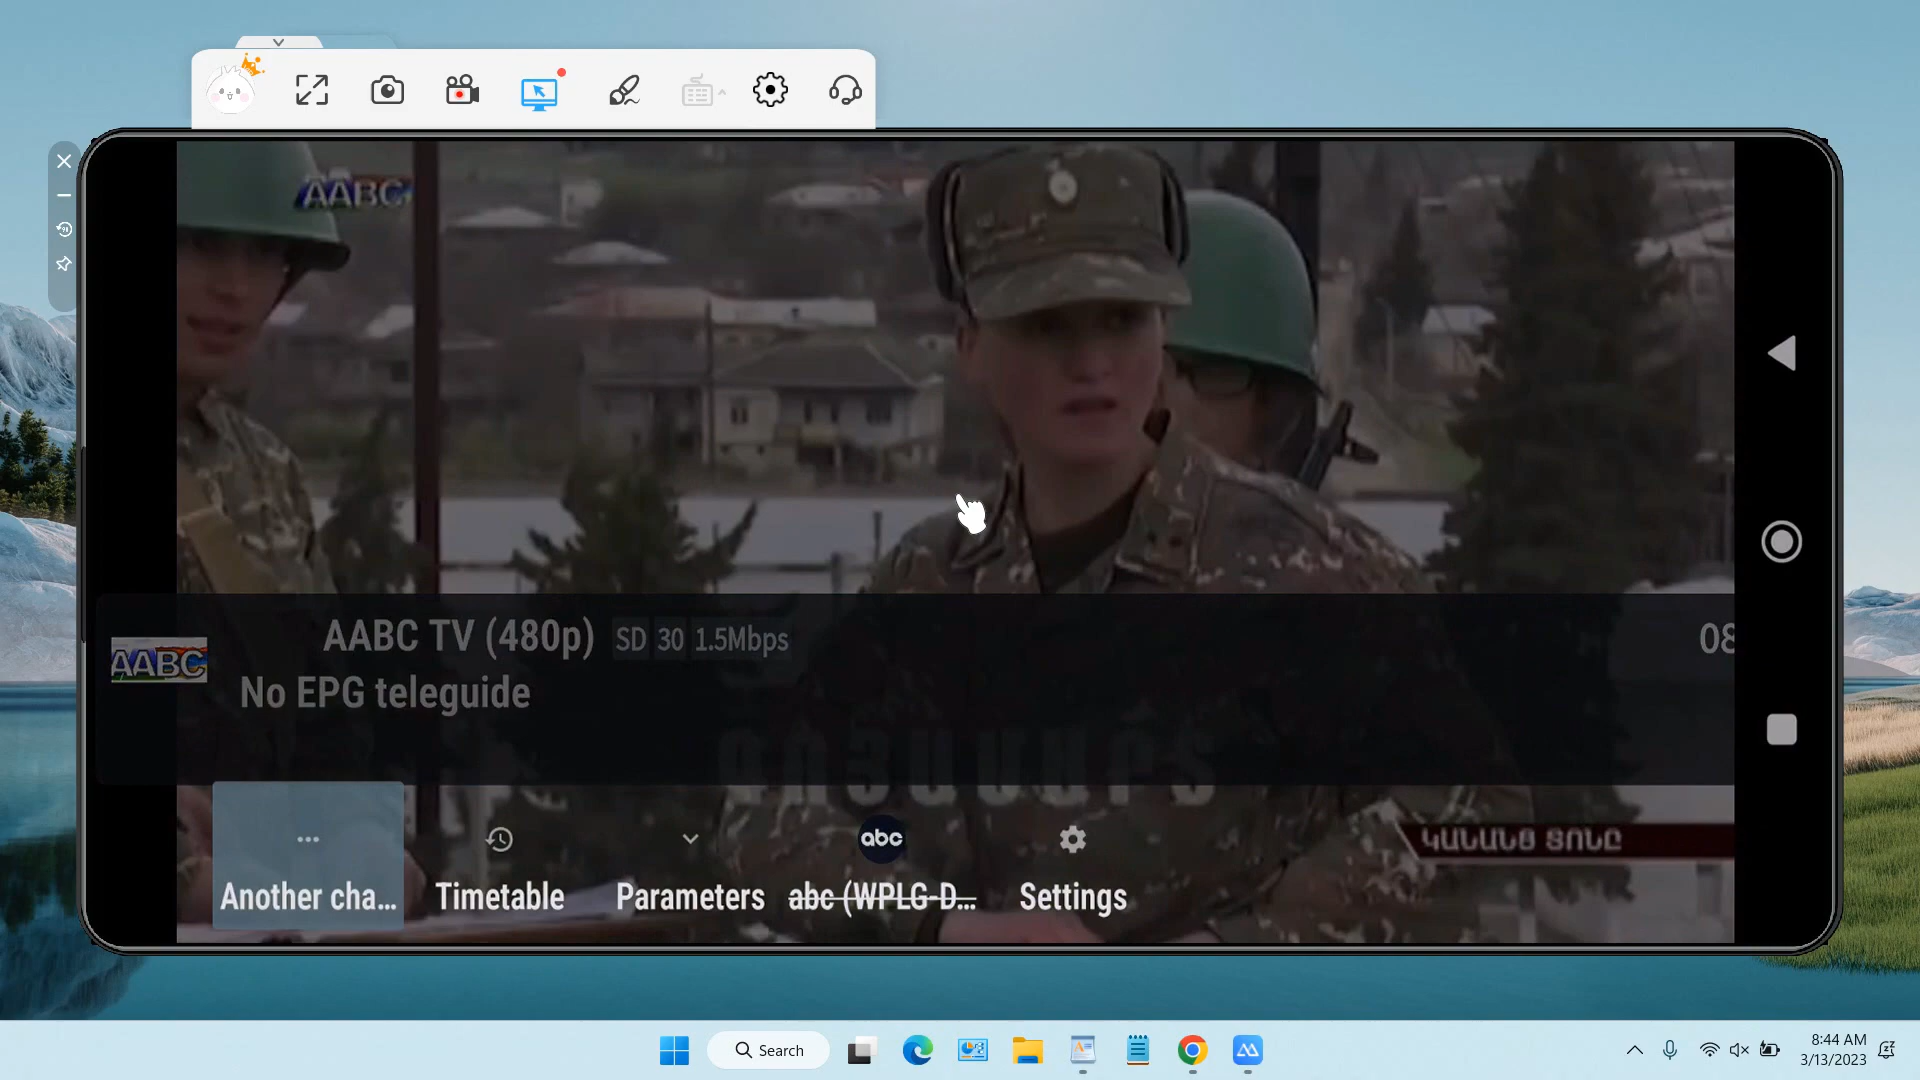 AABC
AABC TV (480p) SD 30 1.5Mbps
08
AABC
No EPG teleguide
ԿԱՆԱՆՑ ՏՈՆԸ
abc
Another cha...
Timetable
Parameters
abc (WPLG-D...
Settings
Search
8:44 AM
3/13/2023